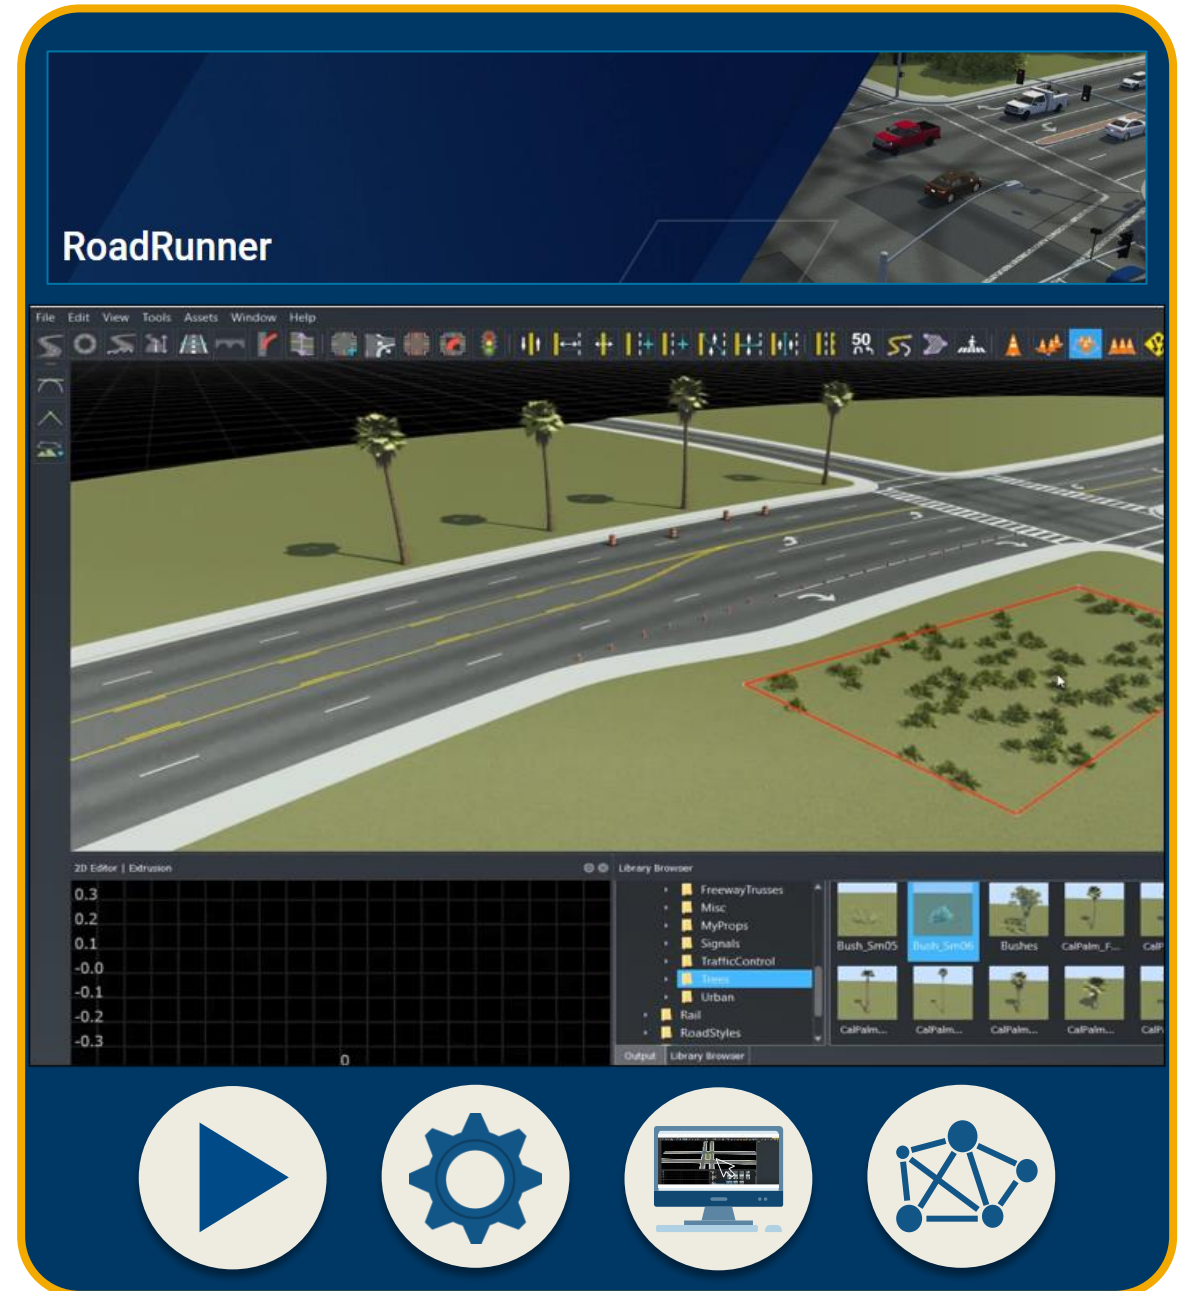 RoadRunner
File Edit View Tools Assets Window Help
50
2D Editor | Extrusion
Library Browser
0.3
0.2
0.1
-0.0
-0.1
-0.2
-0.3
0
FreewayTrusses
Misc
MyProps
Signals
TrafficControl
Trees
Urban
Rail
RoadStyles
Output Library Browser
Bush_Sm05 Bush_Sm06 Bushes CalPalm_F... CalP
CalPalm... CalPalm... CalPalm... CalPalm... CalP